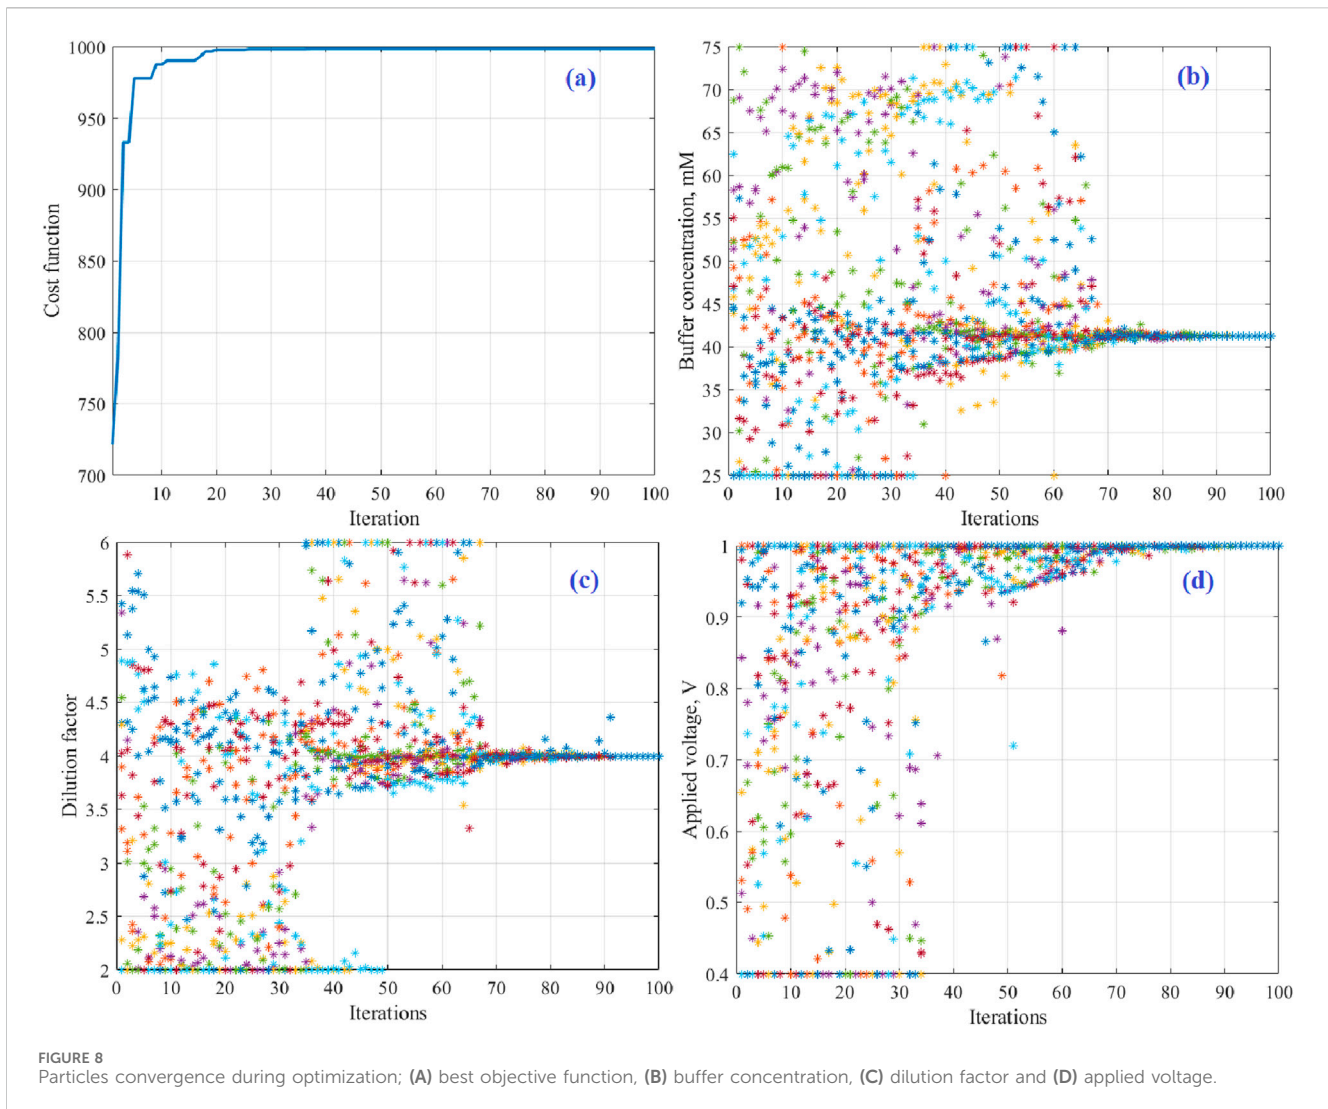 1000
950
900
850
800
750
700
Cost function
(a)
10 20 30 40 50 60 70 80 90 100
Iteration
75
70
65
60
55
50
45
40
35
30
25
Buffer concentration, mM
(b)
0 10 20 30 40 50 60 70 80 90 100
Iterations
6
5.5
5
4.5
4
3.5
3
2.5
2
Dilution factor
(c)
0 10 20 30 40 50 60 70 80 90 100
Iterations
1
0.9
0.8
0.7
0.6
0.5
0.4
Applied voltage, V
(d)
0 10 20 30 40 50 60 70 80 90 100
Iterations
FIGURE 8
Particles convergence during optimization; (A) best objective function, (B) buffer concentration, (C) dilution factor and (D) applied voltage.